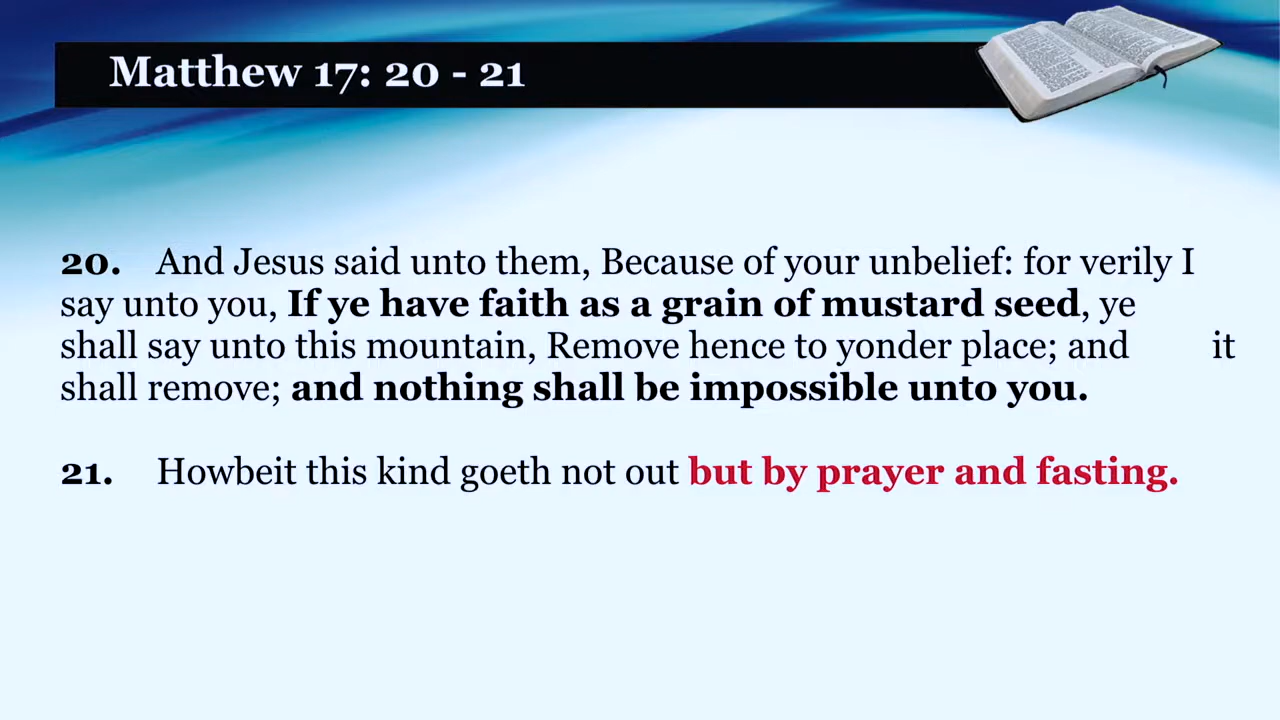 Matthew 17: 20 - 21
20. And Jesus said unto them, Because of your unbelief: for verily I
say unto you, If ye have faith as a grain of mustard seed, ye
shall say unto this mountain, Remove hence to yonder place; and it
shall remove; and nothing shall be impossible unto you.
21. Howbeit this kind goeth not out but by prayer and fasting.